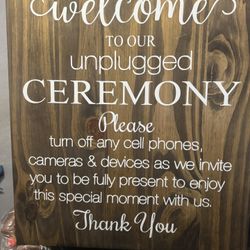 welcome
TO OUR
unplugged
CEREMONY
Please
turn off any cell phones,
cameras & devices as we invite
you to be fully present to enjoy
this special moment with us.
Thank You